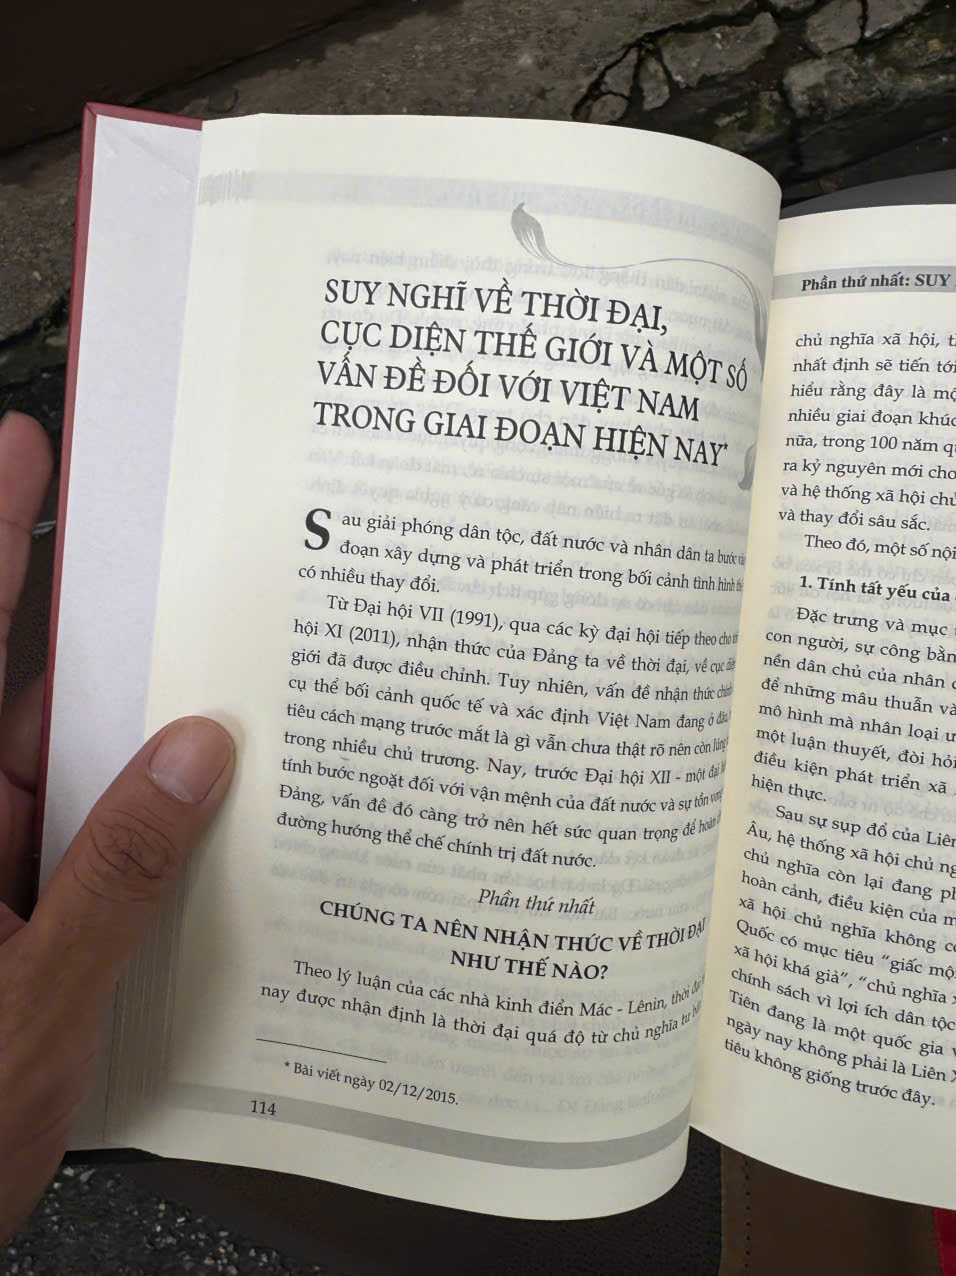 SUY NGHĨ VỀ THỜI ĐẠI,
CỤC DIỆN THẾ GIỚI VÀ MỘT SỐ
VẤN ĐỀ ĐỐI VỚI VIỆT NAM
TRONG GIAI ĐOẠN HIỆN NAY*
Sau giải phóng dân tộc, đất nước và nhân dân ta bước
đoạn xây dựng và phát triển trong bối cảnh tình hình
có nhiều thay đổi.
Từ Đại hội VII (1991), qua các kỳ đại hội tiếp theo cho
hội XI (2011), nhận thức của Đảng ta về thời đại, về cục
giới đã được điều chỉnh. Tuy nhiên, vấn đề nhận thức
cụ thể bối cảnh quốc tế và xác định Việt Nam đang ở
tiêu cách mạng trước mắt là gì vẫn chưa thật rõ nên còn
trong nhiều chủ trương. Nay, trước Đại hội XII - một đại
tính bước ngoặt đối với vận mệnh của đất nước và sự tồn
Đảng, vấn đề đó càng trở nên hết sức quan trọng để hoàn
đường hướng thể chế chính trị đất nước.
Phần thứ nhất
CHÚNG TA NÊN NHẬN THỨC VỀ THỜI ĐẠI
NHƯ THẾ NÀO?
Theo lý luận của các nhà kinh điển Mác - Lênin, thời đại
nay được nhận định là thời đại quá độ từ chủ nghĩa tư
* Bài viết ngày 02/12/2015.
114
Phần thứ nhất: SUY
chủ nghĩa xã hội,
nhất định sẽ tiến tới
hiểu rằng đây là
nhiều giai đoạn khúc
nữa, trong 100 năm
ra kỷ nguyên mới cho
và hệ thống xã hội chủ
và thay đổi sâu sắc.
Theo đó, một số nội
1. Tính tất yếu của
Đặc trưng và mục
con người, sự công bằng
nền dân chủ của nhân
để những mâu thuẫn
mô hình mà nhân loại
một luận thuyết, đòi hỏi
điều kiện phát triển xã
hiện thực.
Sau sự sụp đổ của Liên
Âu, hệ thống xã hội chủ
chủ nghĩa còn lại đang
hoàn cảnh, điều kiện của
xã hội chủ nghĩa không
Quốc có mục tiêu "giấc
xã hội khá giả", "chủ nghĩa
chính sách vì lợi ích dân tộc
Tiên đang là một quốc gia
ngày nay không phải là Liên
tiêu không giống trước đây.